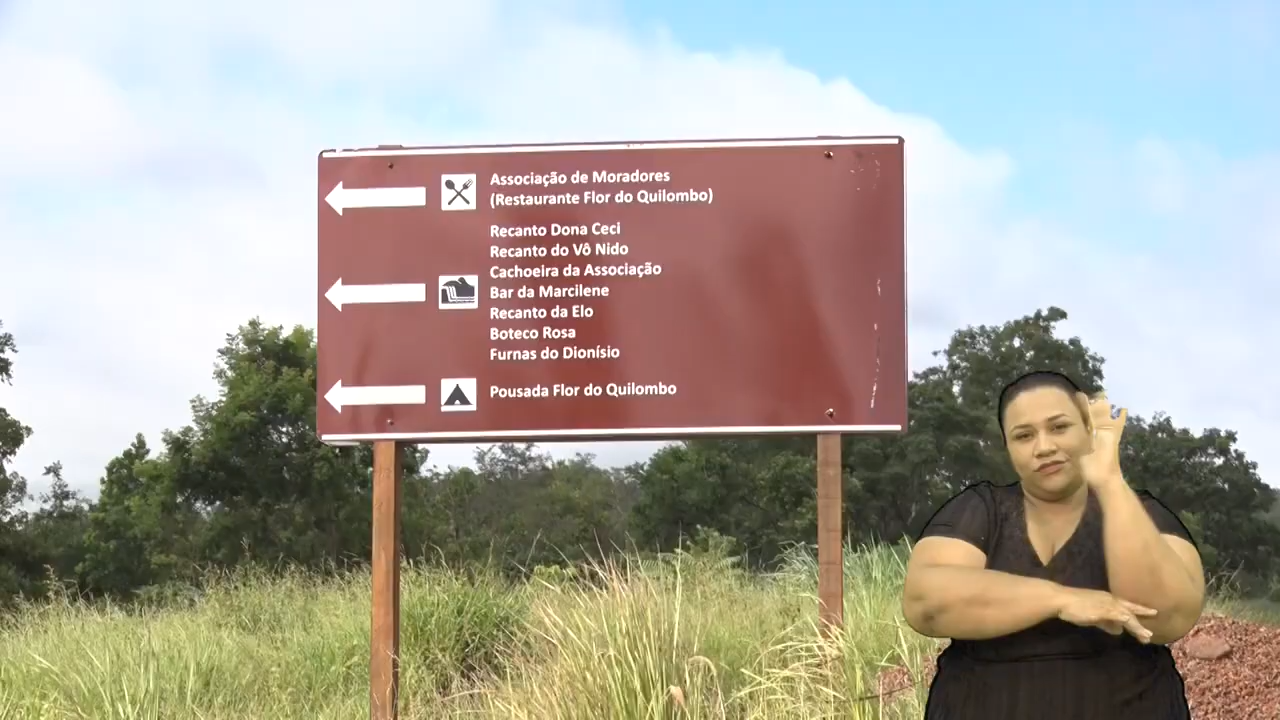 Associação de Moradores
(Restaurante Flor do Quilombo)
Recanto Dona Ceci
Recanto do Vô Nido
Cachoeira da Associação
Bar da Marcilene
Recanto da Elo
Boteco Rosa
Furnas do Dionísio
Pousada Flor do Quilombo